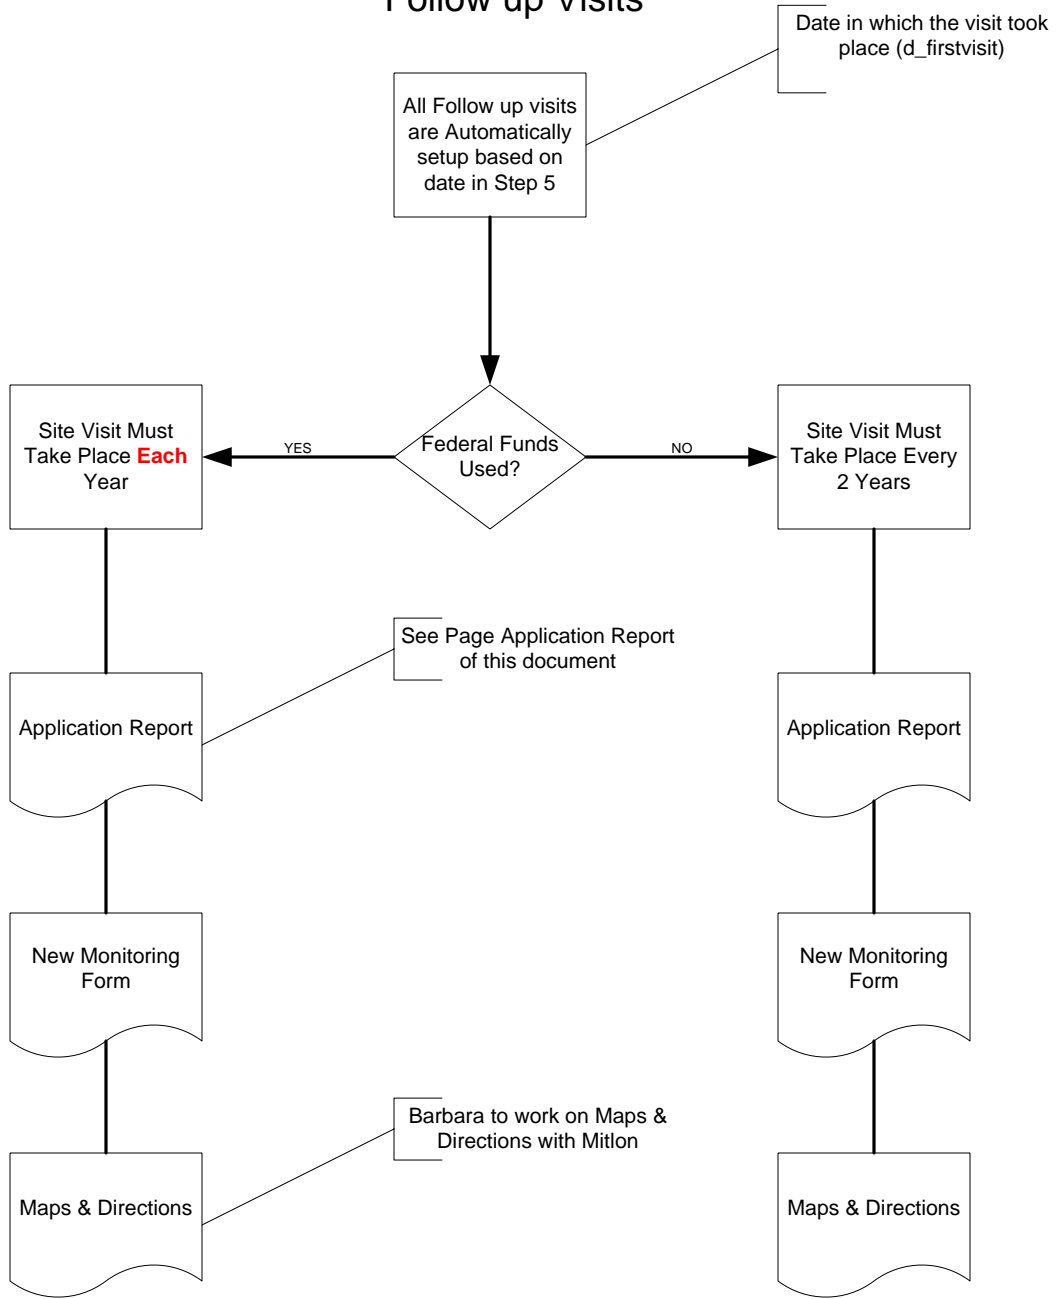 Follow up Visits
Date in which the visit took
place (d_firstvisit)
All Follow up visits
are Automatically
setup based on
date in Step 5
Site Visit Must
Take Place Each
Year
YES
Federal Funds
Used?
NO
Site Visit Must
Take Place Every
2 Years
See Page Application Report
of this document
Application Report
Application Report
New Monitoring
Form
New Monitoring
Form
Barbara to work on Maps &
Directions with Mitlon
Maps & Directions
Maps & Directions